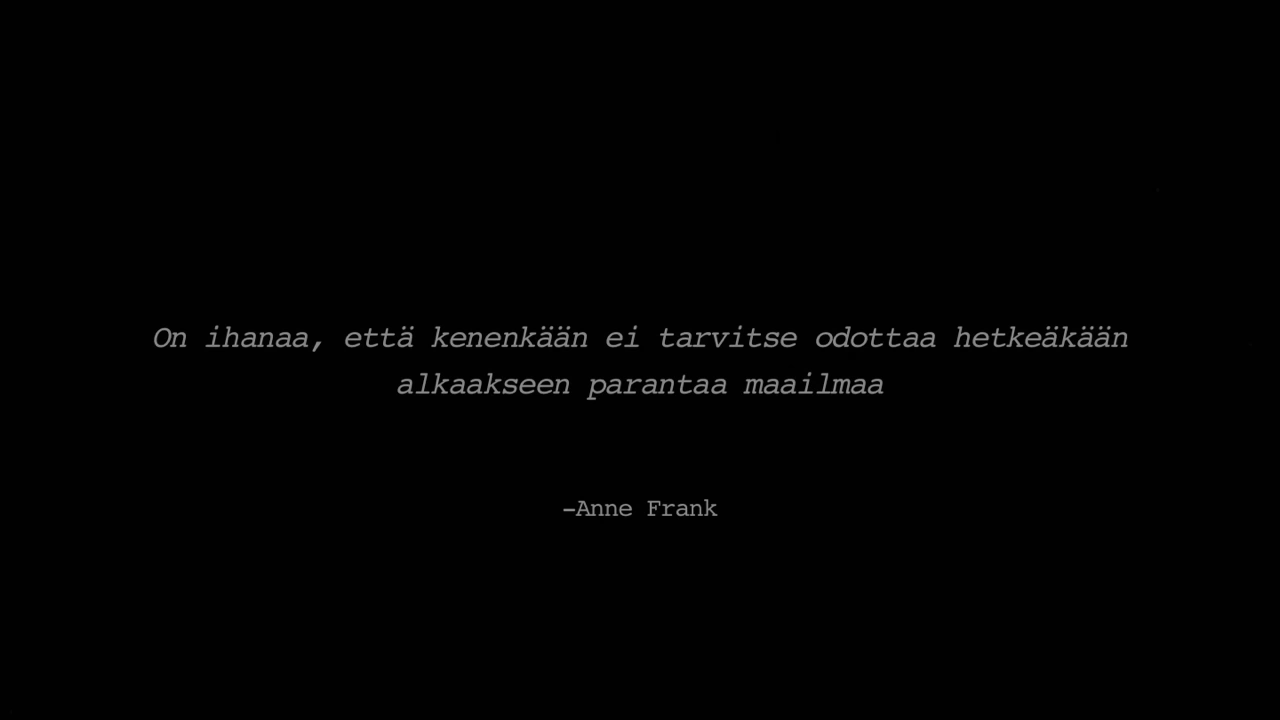 On ihanaa, että kenenkään ei tarvitse odottaa hetkeäkään
alkaakseen parantaa maailmaa
–Anne Frank